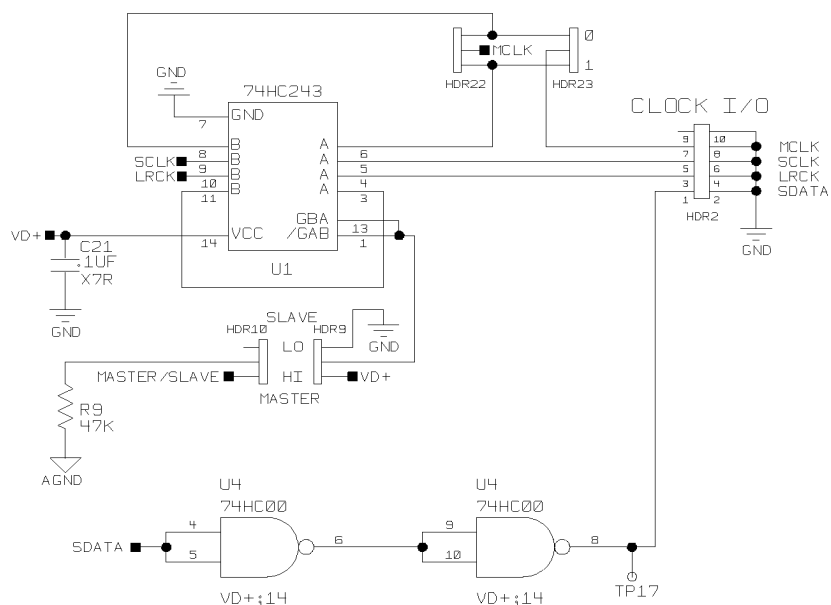 0
MCLK
1
HDR22
HDR23
GND
74HC243
CLOCK I/O
GND
7
B
A
8
6
SCLK
B
A
9
5
LRCK
B
A
10
4
B
A
11
3
9
10
MCLK
7
8
SCLK
5
6
LRCK
3
4
SDATA
1
2
HDR2
GND
GBA
13
VD+
VCC
14
/GAB
1
C21
.1UF
X7R
U1
GND
SLAVE
HDR10
HDR9
LO
GND
MASTER/SLAVE
HI
VD+
MASTER
R9
47K
AGND
U4
74HC00
U4
74HC00
4
9
SDATA
6
8
5
10
TP17
VD+;14
VD+;14